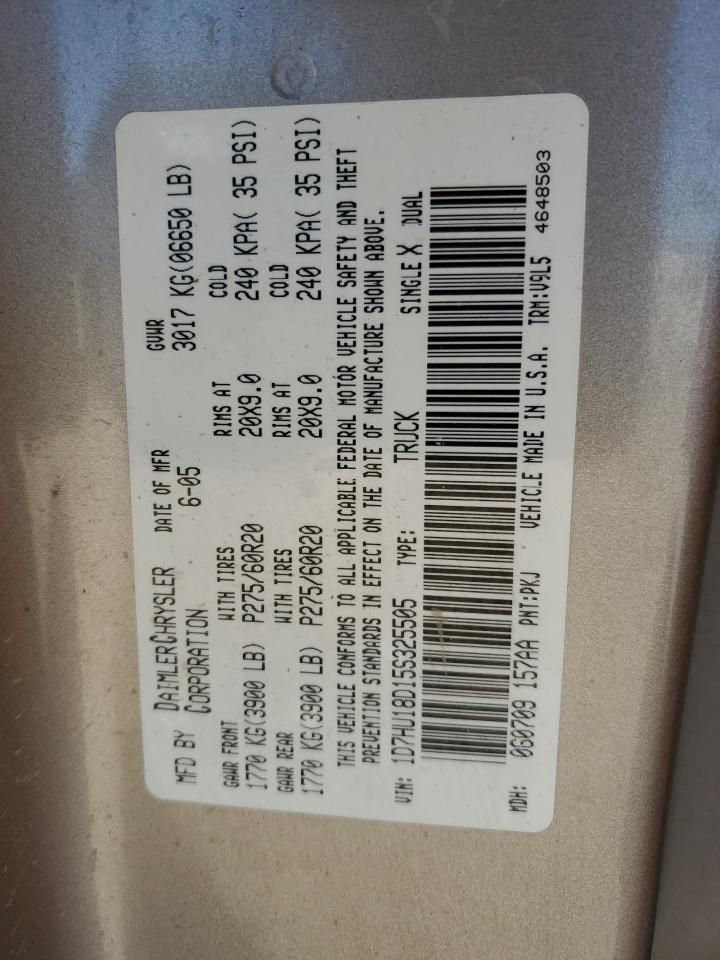 MFD BY DAIMLERCHRYSLER CORPORATION DATE OF MFR 6-05 GVWR 3017 KG(06650 LB)
GAWR FRONT WITH TIRES RIMS AT COLD
1770 KG(3900 LB) P275/60R20 20X9.0 240 KPA( 35 PSI)
GAWR REAR WITH TIRES RIMS AT COLD
1770 KG(3900 LB) P275/60R20 20X9.0 240 KPA( 35 PSI)
THIS VEHICLE CONFORMS TO ALL APPLICABLE FEDERAL MOTOR VEHICLE SAFETY AND THEFT
PREVENTION STANDARDS IN EFFECT ON THE DATE OF MANUFACTURE SHOWN ABOVE.
VIN: 1D7HU18D15S325505 TYPE: TRUCK SINGLE X DUAL
MDH: 060709 157AA PNT:PKJ VEHICLE MADE IN U.S.A. TRM:V9L5 4648503